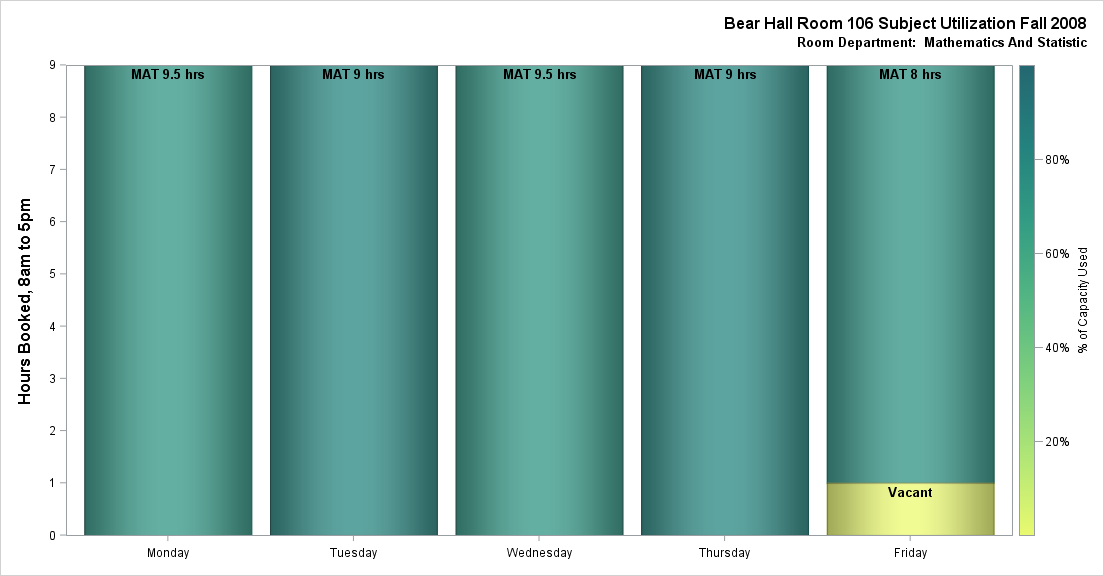 Bear Hall Room 106 Subject Utilization Fall 2008
Room Department:  Mathematics And Statistic
MAT 9.5 hrs
MAT 9 hrs
MAT 9.5 hrs
MAT 9 hrs
MAT 8 hrs
Vacant
Hours Booked, 8am to 5pm
9
8
7
6
5
4
3
2
1
0
Monday
Tuesday
Wednesday
Thursday
Friday
80%
60%
40%
20%
% of Capacity Used